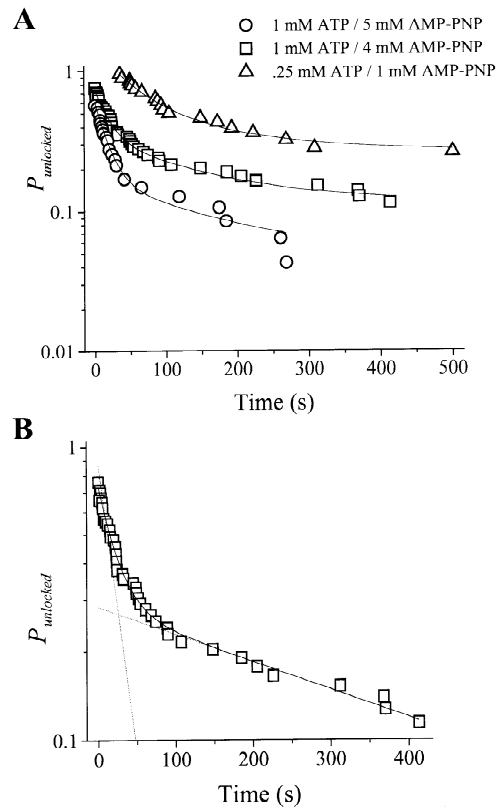 A
1 mM ATP / 5 mM AMP-PNP
1 mM ATP / 4 mM AMP-PNP
.25 mM ATP / 1 mM AMP-PNP
1
0.1
0.01
P unlocked
0 100 200 300 400 500
Time (s)
B
1
0.1
P unlocked
0 100 200 300 400
Time (s)